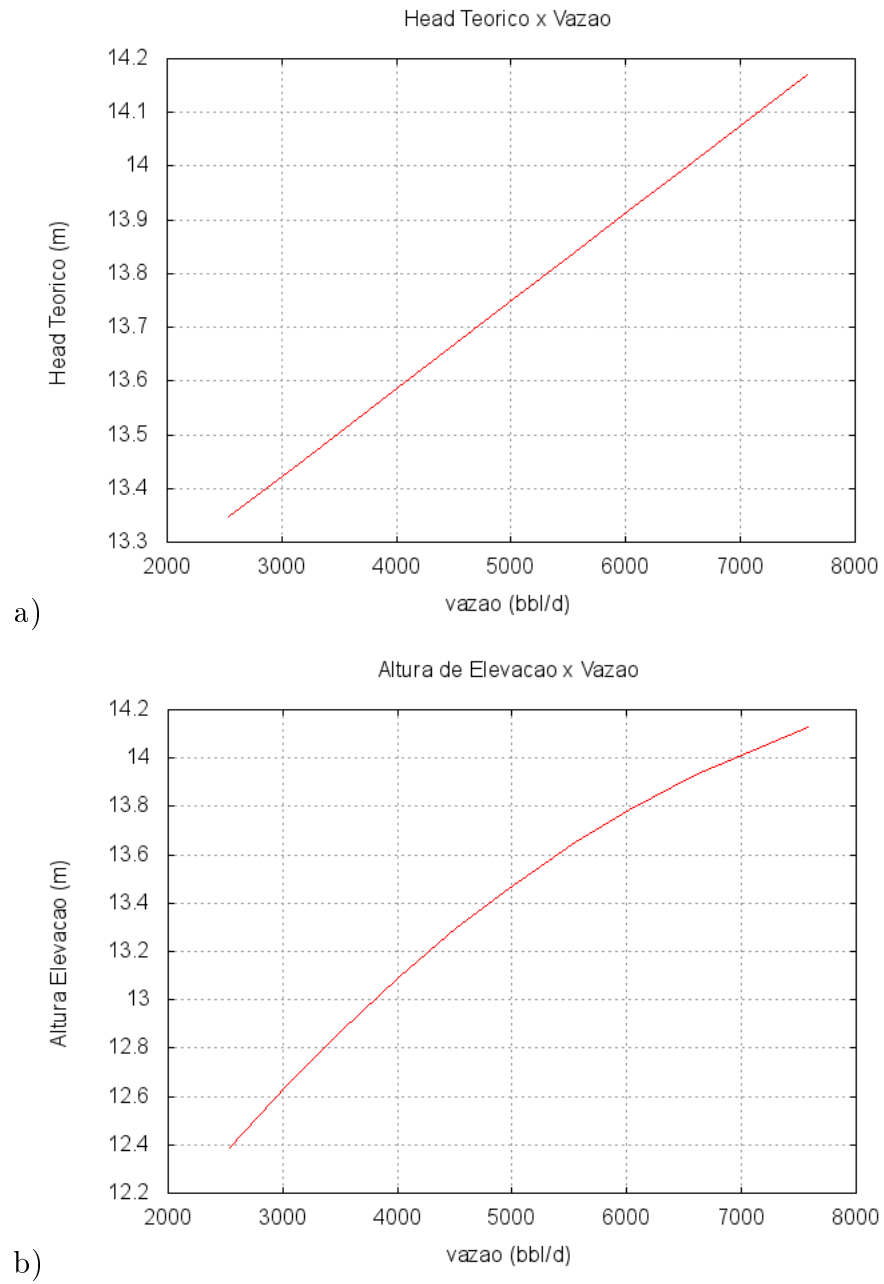 Head Teorico x Vazao
14.2
14.1
14
13.9
13.8
13.7
13.6
13.5
13.4
13.3
Head Teorico (m)
2000 3000 4000 5000 6000 7000 8000
vazao (bbl/d)
a)
Altura de Elevacao x Vazao
14.2
14
13.8
13.6
13.4
13.2
13
12.8
12.6
12.4
12.2
Altura Elevacao (m)
2000 3000 4000 5000 6000 7000 8000
vazao (bbl/d)
b)